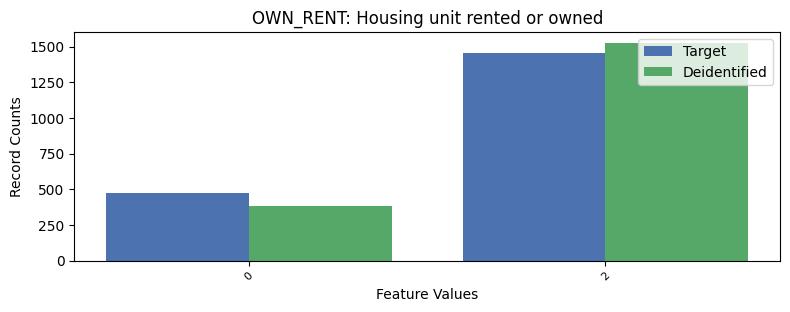 OWN_RENT: Housing unit rented or owned
Target
Deidentified
Record Counts
1500
1250
1000
750
500
250
0
0
2
Feature Values